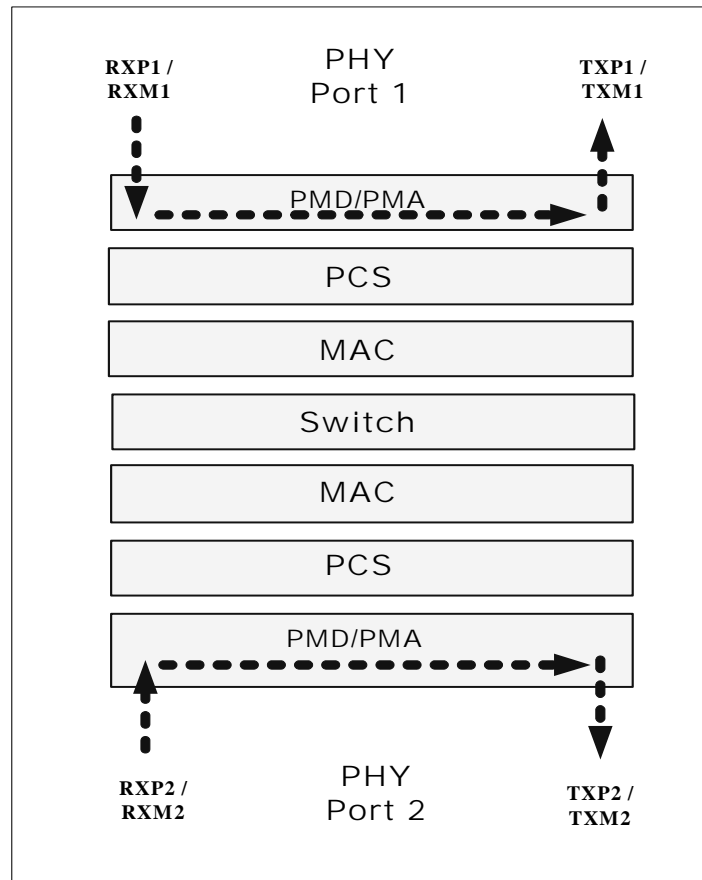 RXP1 /
RXM1
PHY
Port 1
TXP1 /
TXM1
PMD/PMA
PCS
MAC
Switch
MAC
PCS
PMD/PMA
RXP2 /
RXM2
PHY
Port 2
TXP2 /
TXM2